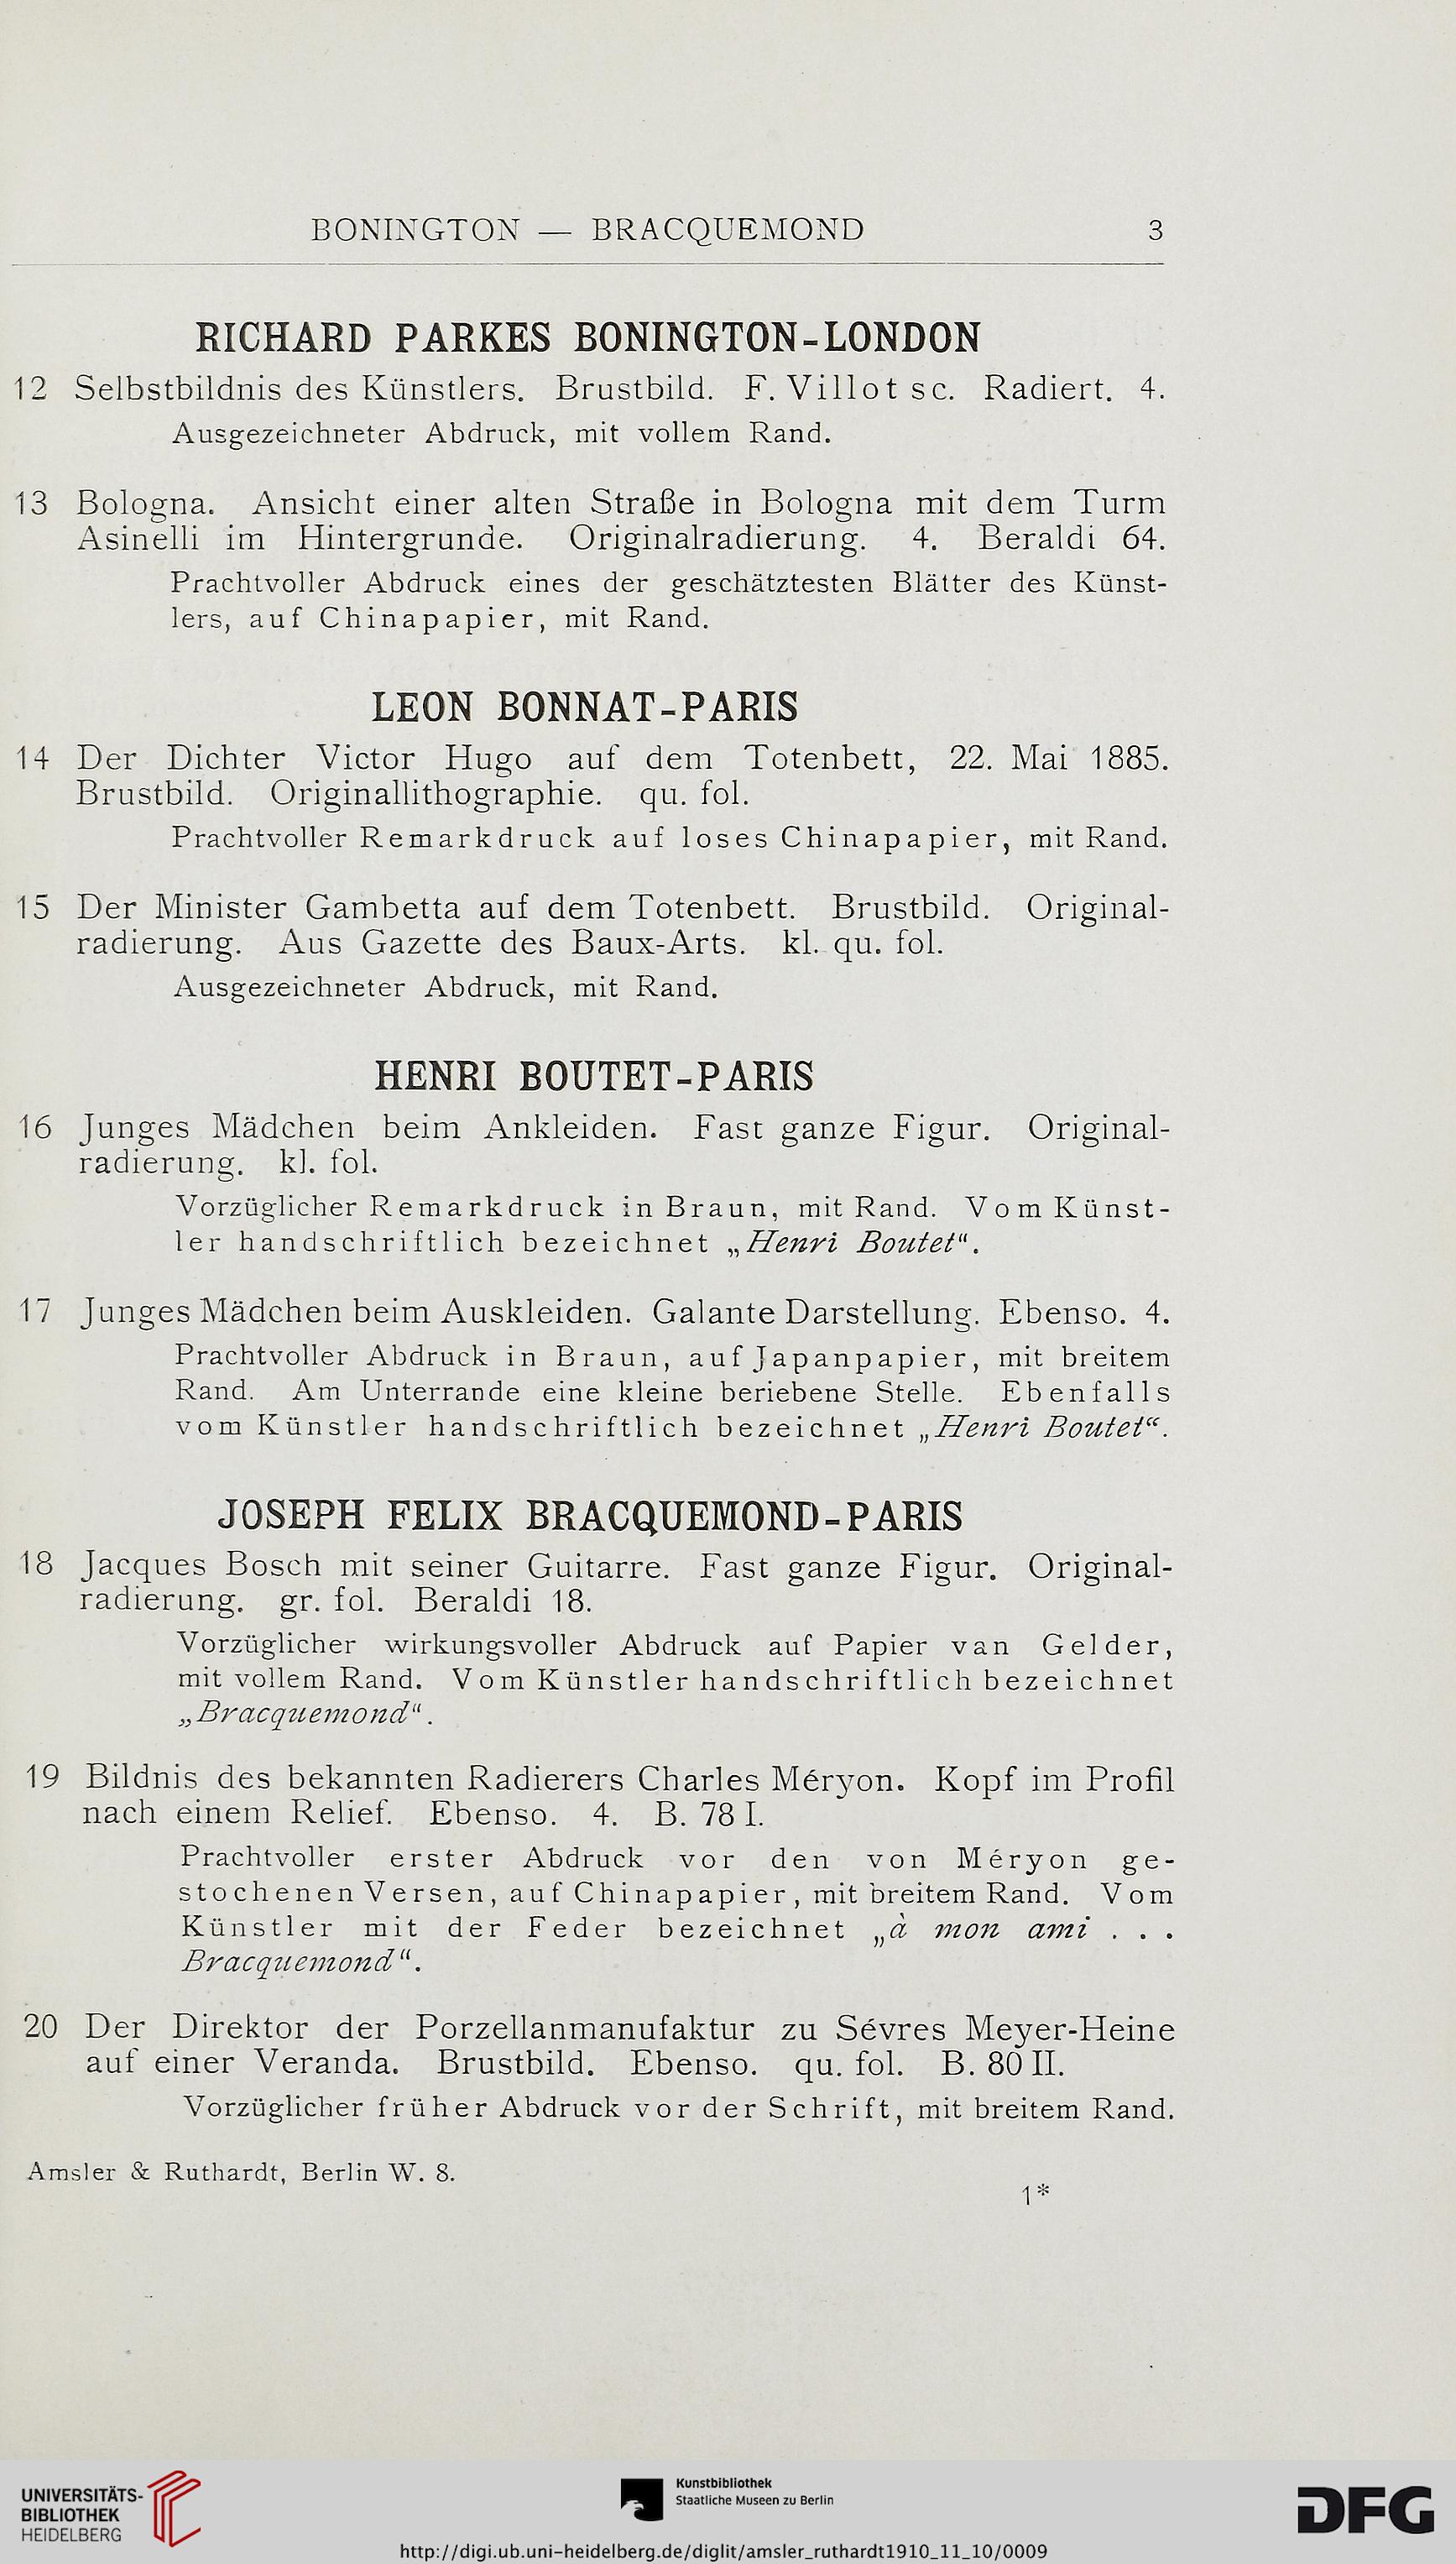 BONINGTON — BRACQUEMOND 3
RICHARD PARKES BONINGTON-LONDON
12 Selbstbildnis des Künstlers. Brustbild. F. Villot sc. Radiert. 4.
Ausgezeichneter Abdruck, mit vollem Rand.
13 Bologna. Ansicht einer alten Straße in Bologna mit dem Turm
Asinelli im Hintergrunde. Originalradierung. 4. Beraldi 64.
Prachtvoller Abdruck eines der geschätztesten Blätter des Künst-
lers, auf Chinapapier, mit Rand.
LEON BONNAT-PARIS
14 Der Dichter Victor Hugo auf dem Totenbett, 22. Mai 1885.
Brustbild. Originallithographie. qu. fol.
Prachtvoller Remarkdruck auf loses Chinapapier, mit Rand.
15 Der Minister Gambetta auf dem Totenbett. Brustbild. Original-
radierung. Aus Gazette des Baux-Arts. kl. qu. fol.
Ausgezeichneter Abdruck, mit Rand.
HENRI BOUTET-PARIS
16 Junges Mädchen beim Ankleiden. Fast ganze Figur. Original-
radierung. kl. fol.
Vorzüglicher Remarkdruck in Braun, mit Rand. Vom Künst-
ler handschriftlich bezeichnet „Henri Boutet“.
17 Junges Mädchen beim Auskleiden. Galante Darstellung. Ebenso. 4.
Prachtvoller Abdruck in Braun, auf Japanpapier, mit breitem
Rand. Am Unterrande eine kleine beriebene Stelle. Ebenfalls
vom Künstler handschriftlich bezeichnet „Henri Boutet“.
JOSEPH FELIX BRACQUEMOND-PARIS
18 Jacques Bosch mit seiner Guitarre. Fast ganze Figur. Original-
radierung. gr. fol. Beraldi 18.
Vorzüglicher wirkungsvoller Abdruck auf Papier van Gelder,
mit vollem Rand. Vom Künstler handschriftlich bezeichnet
„Bracquemond“.
19 Bildnis des bekannten Radierers Charles Méryon. Kopf im Profil
nach einem Relief. Ebenso. 4. B. 78 I.
Prachtvoller erster Abdruck vor den von Méryon ge-
stochenen Versen, auf Chinapapier, mit breitem Rand. Vom
Künstler mit der Feder bezeichnet „à mon ami . . .
Bracquemond“.
20 Der Direktor der Porzellanmanufaktur zu Sévres Meyer-Heine
auf einer Veranda. Brustbild. Ebenso. qu. fol. B. 80 II.
Vorzüglicher früher Abdruck vor der Schrift, mit breitem Rand.
Amsler & Ruthardt, Berlin W. 8.
1*
UNIVERSITÄTS-
BIBLIOTHEK
HEIDELBERG
Kunstbibliothek
Staatliche Museen zu Berlin
DFG
http://digi.ub.uni-heidelberg.de/diglit/amsler_ruthardt1910_11_10/0009